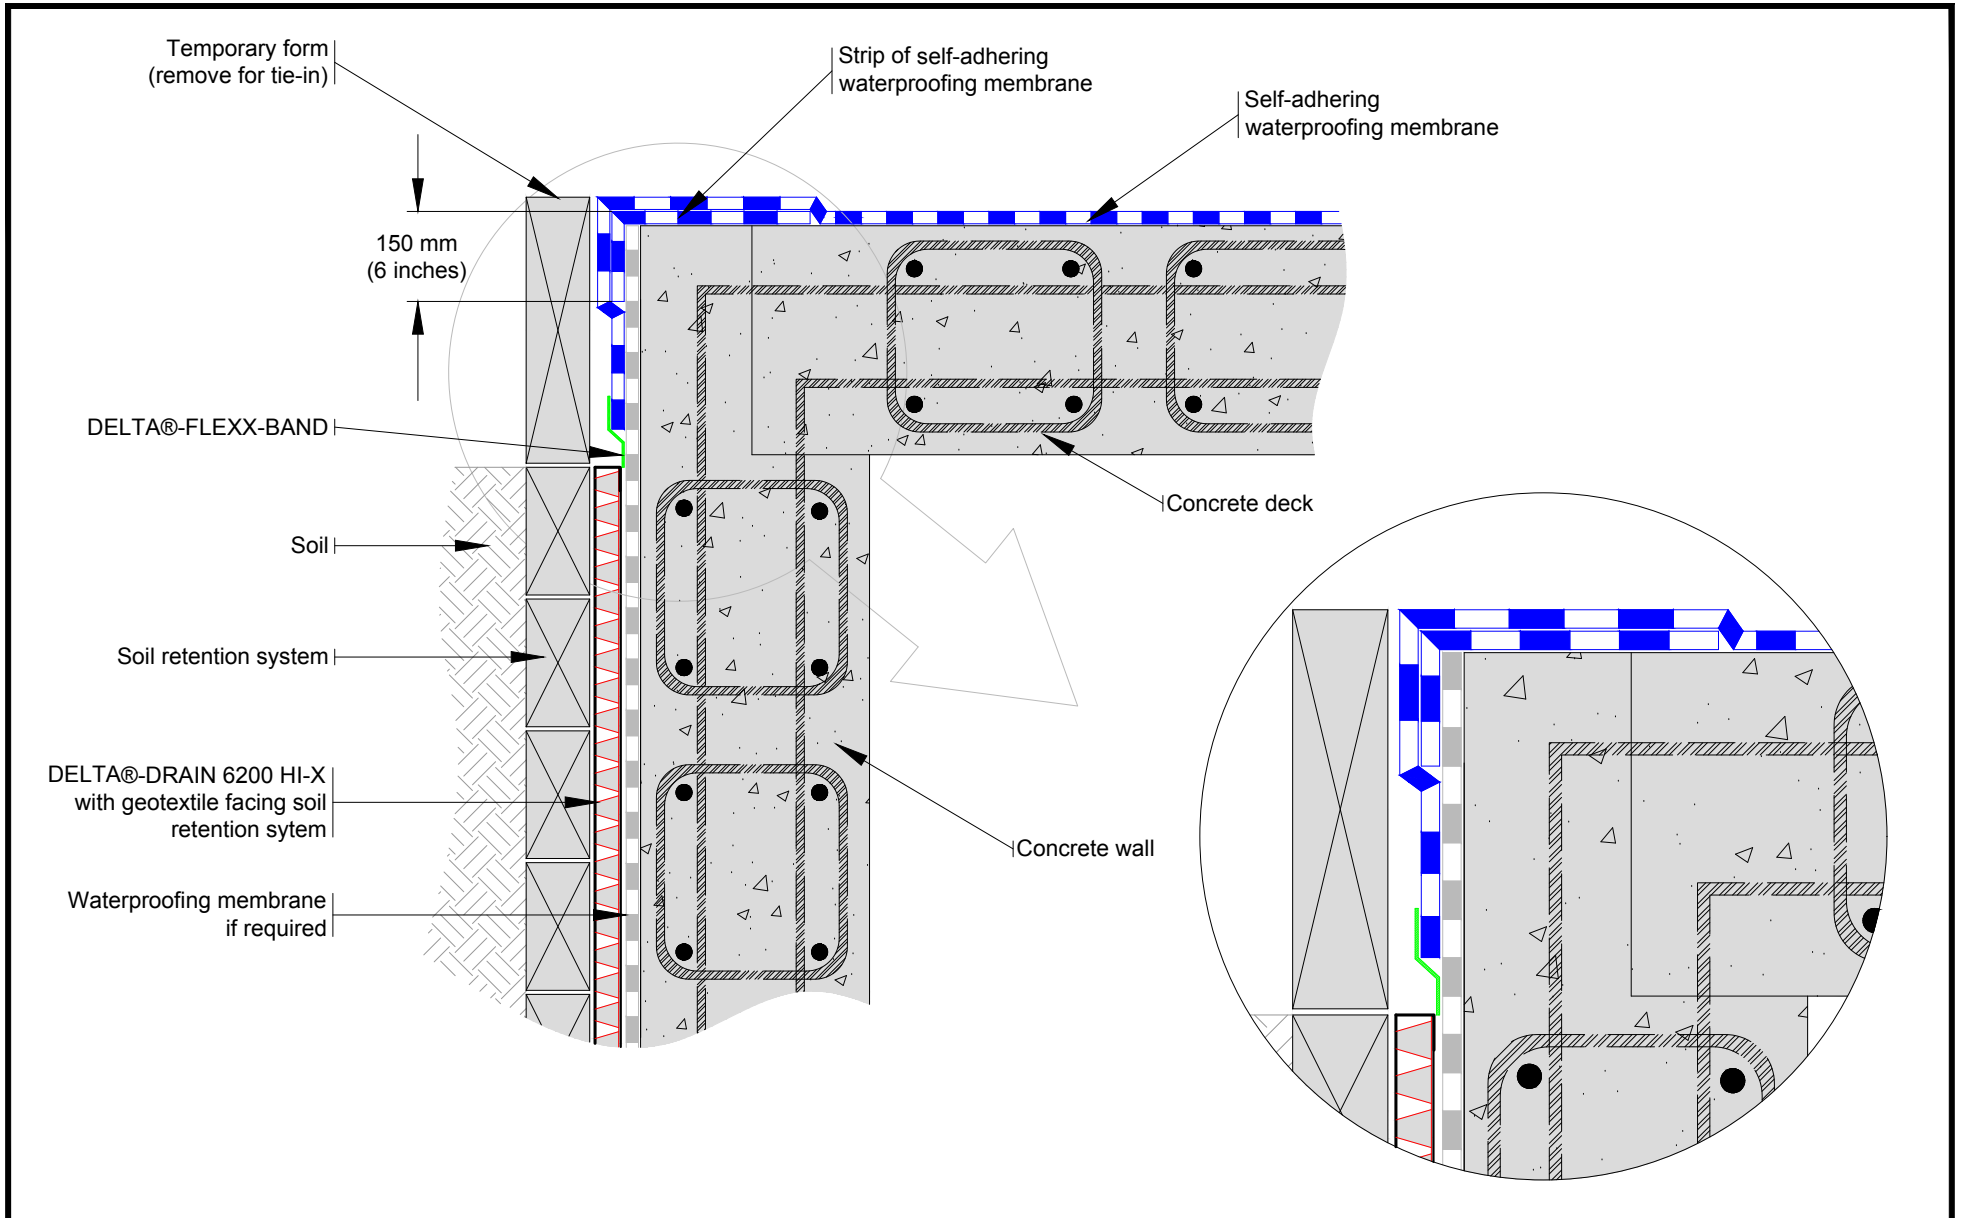 Temporary form
(remove for tie-in)
Strip of self-adhering
waterproofing membrane
Self-adhering
waterproofing membrane
150 mm
(6 inches)
DELTA®-FLEXX-BAND
Concrete deck
Soil
Soil retention system
DELTA®-DRAIN 6200 HI-X
with geotextile facing soil
retention sytem
Concrete wall
Waterproofing membrane
if required